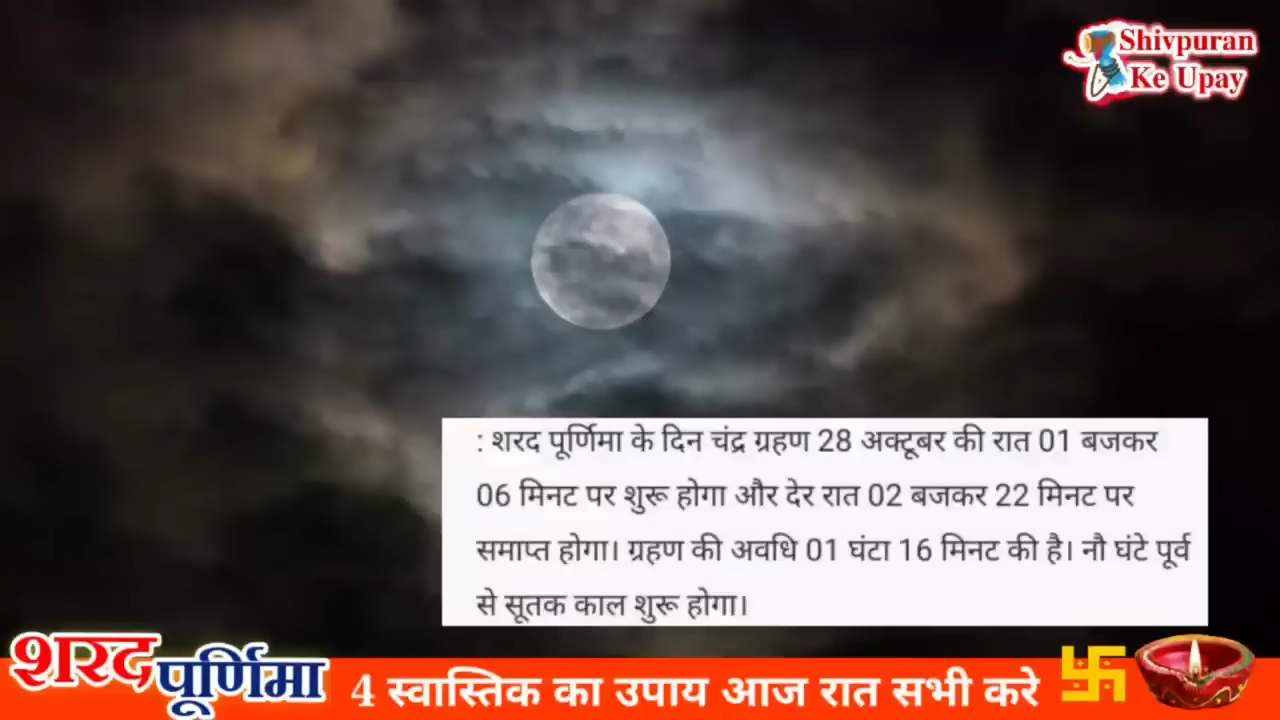 Shivpuran
Ke Upay
: शरद पूर्णिमा के दिन चंद्र ग्रहण 28 अक्टूबर की रात 01 बजकर
06 मिनट पर शुरू होगा और देर रात 02 बजकर 22 मिनट पर
समाप्त होगा। ग्रहण की अवधि 01 घंटा 16 मिनट की है। नौ घंटे पूर्व
से सूतक काल शुरू होगा।
शरद पूर्णिमा 4 स्वास्तिक का उपाय आज रात सभी करे